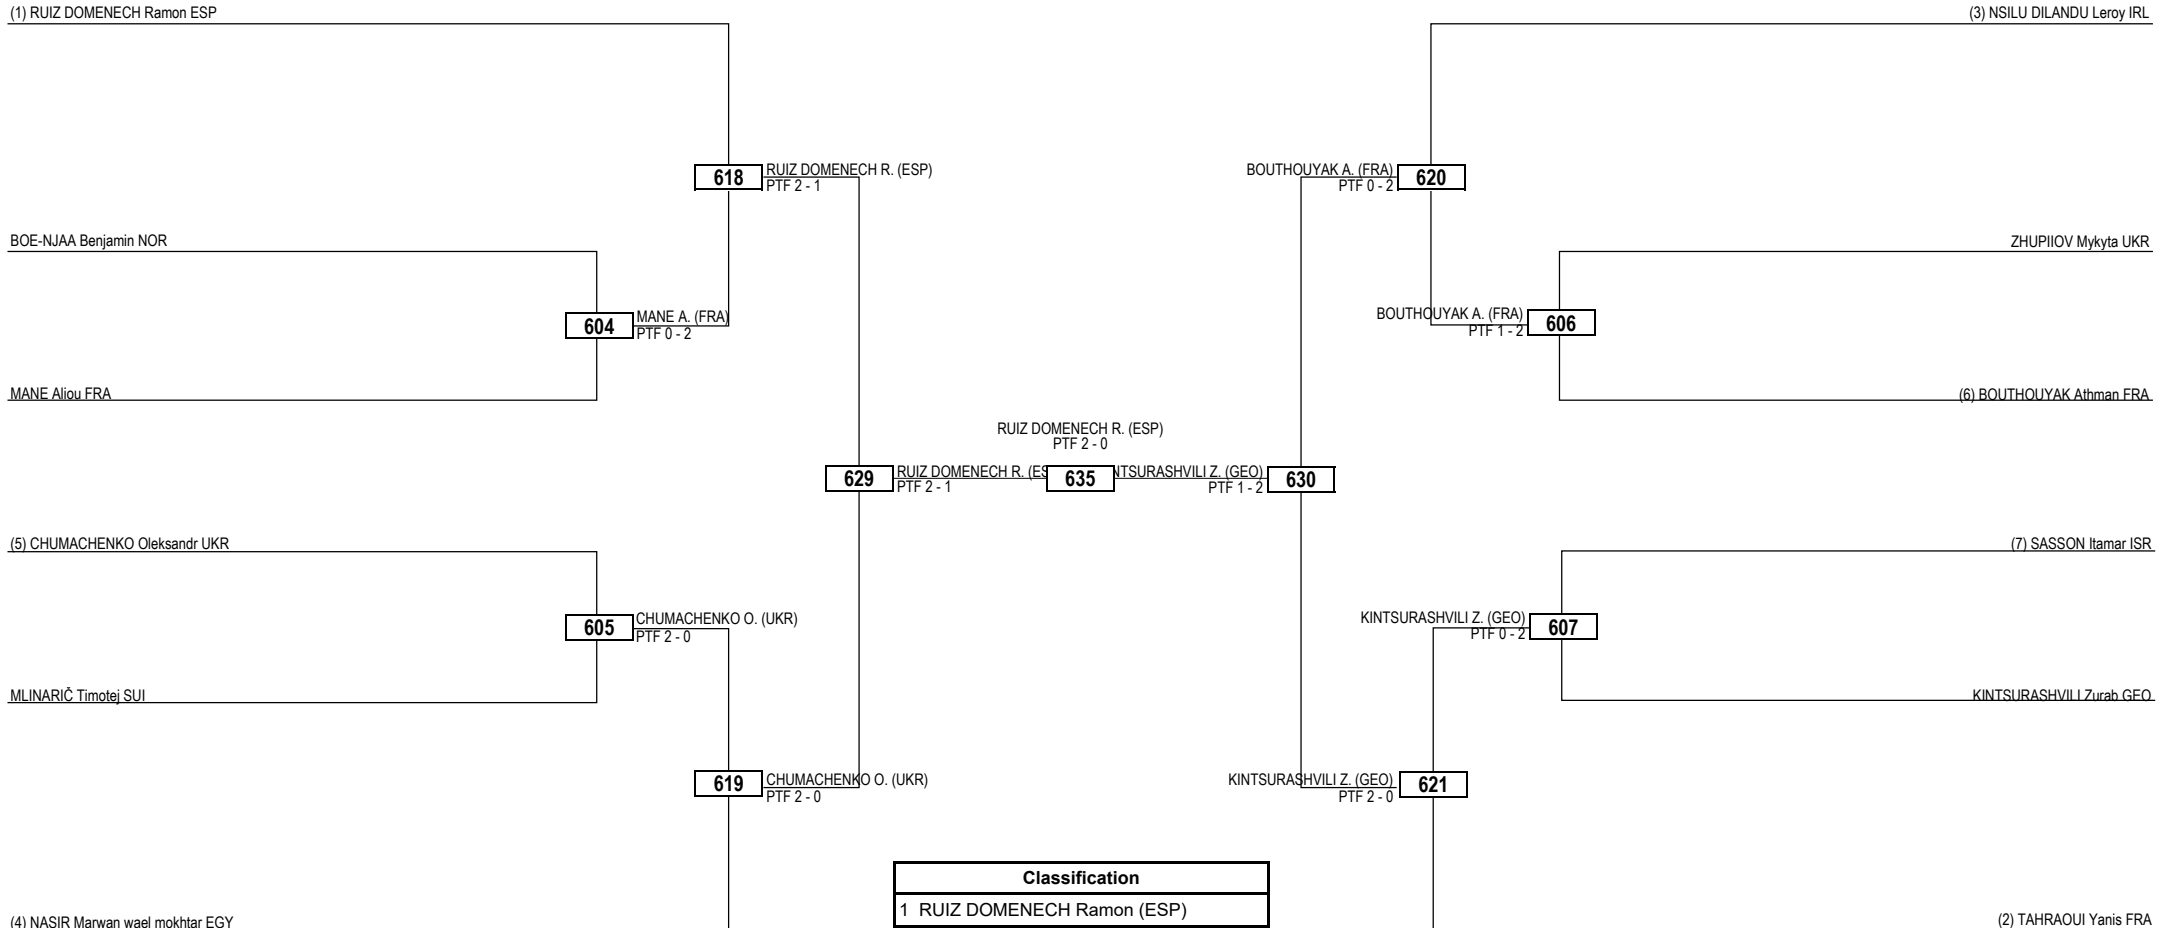 (1) RUIZ DOMENECH Ramon ESP
(3) NSILU DILANDU Leroy IRL
618
RUIZ DOMENECH R. (ESP)
PTF 2 - 1
BOUTHOUYAK A. (FRA)
PTF 0 - 2
620
BOE-NJAA Benjamin NOR
ZHUPIIOV Mykyta UKR
604
MANE A. (FRA)
PTF 0 - 2
BOUTHOUYAK A. (FRA)
PTF 1 - 2
606
MANE Aliou FRA
(6) BOUTHOUYAK Athman FRA
RUIZ DOMENECH R. (ESP)
PTF 2 - 0
629
RUIZ DOMENECH R. (ES
PTF 2 - 1
635
NTSURASHVILI Z. (GEO)
PTF 1 - 2
630
(5) CHUMACHENKO Oleksandr UKR
(7) SASSON Itamar ISR
605
CHUMACHENKO O. (UKR)
PTF 2 - 0
KINTSURASHVILI Z. (GEO)
PTF 0 - 2
607
MLINARIČ Timotej SUI
KINTSURASHVILI Zurab GEO
619
CHUMACHENKO O. (UKR)
PTF 2 - 0
KINTSURASHVILI Z. (GEO)
PTF 2 - 0
621
Classification
1 RUIZ DOMENECH Ramon (ESP)
(4) NASIR Marwan wael mokhtar EGY
(2) TAHRAOUI Yanis FRA